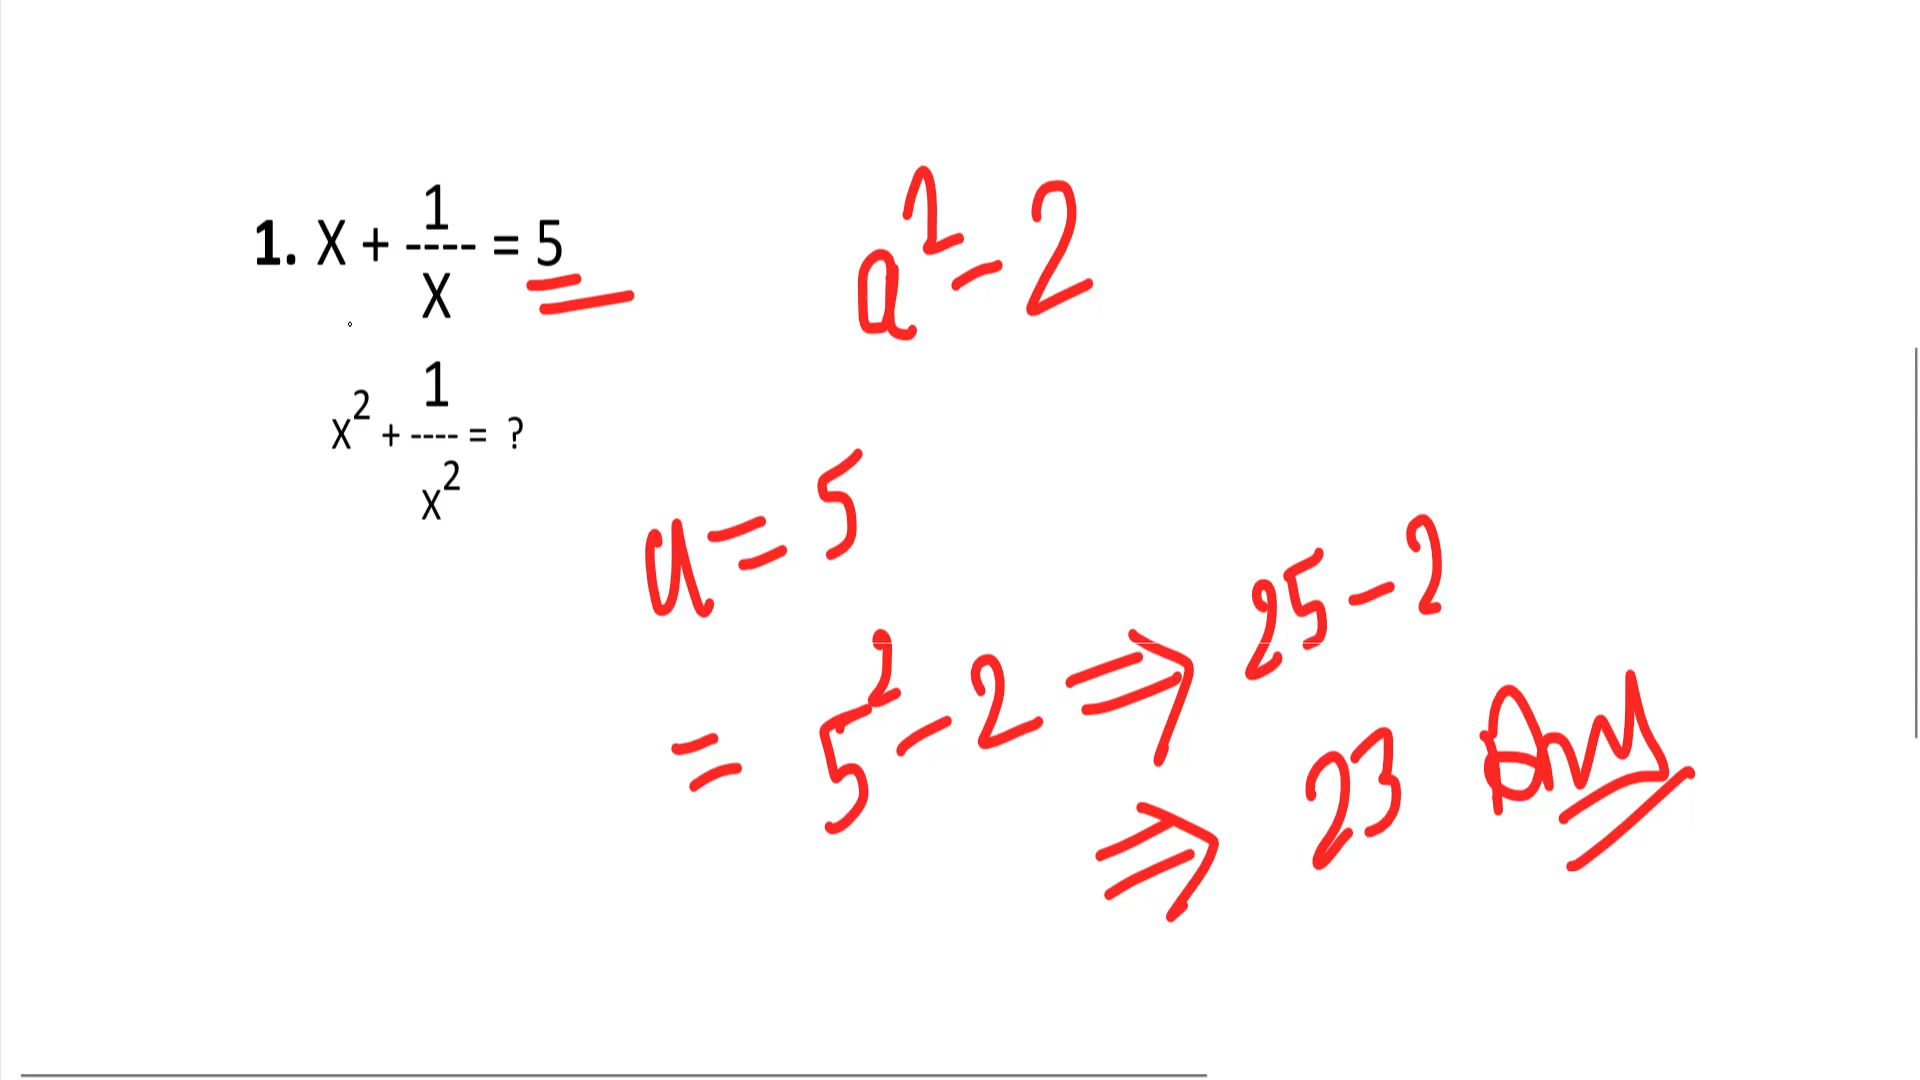 1. X + 1/X = 5
x² + 1/x² = ?
a² - 2
a = 5
= 5² - 2 ⇒ 25 - 2
⇒ 23 Ans